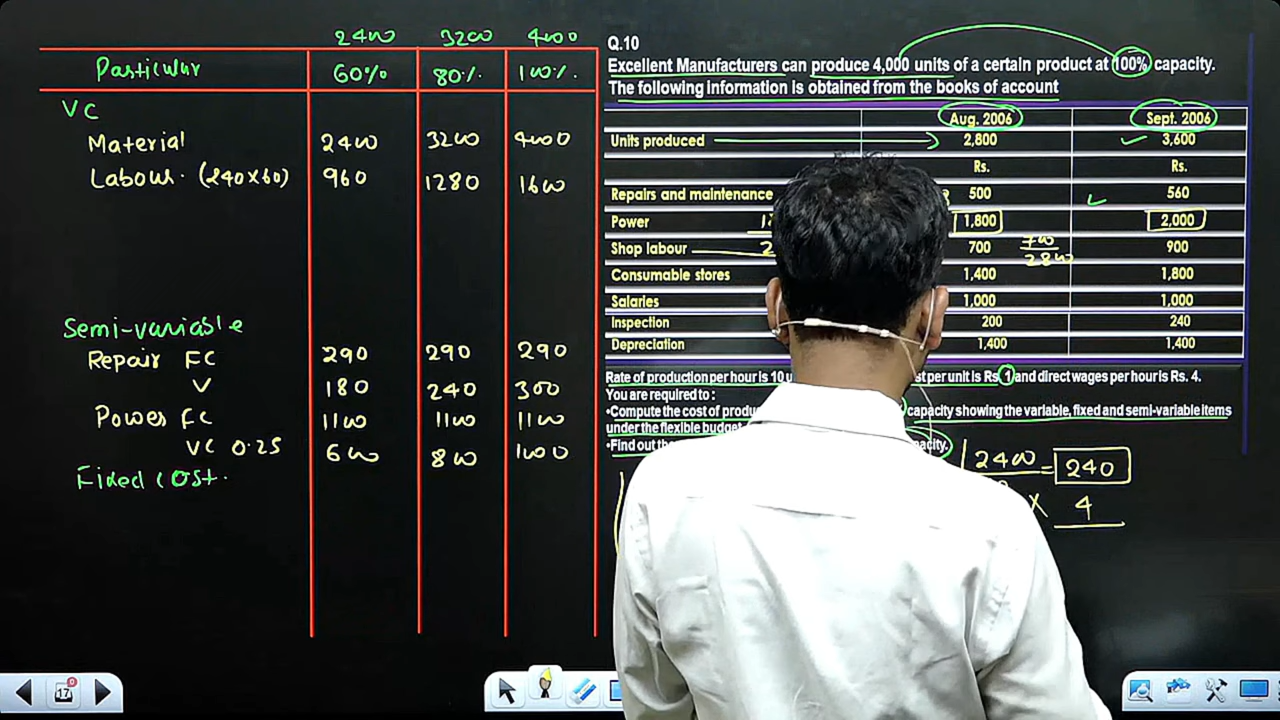 2400 3200 4000
Particular 60% 80% 100%
VC
Material 2400 3200 4000
Labour (240x60) 960 1280 1600
Semi-variable
Repair FC 290 290 290
V 180 240 300
Power FC 1100 1100 1100
VC 0.25 600 800 1000
Fixed cost.
Q.10
Excellent Manufacturers can produce 4,000 units of a certain product at 100% capacity.
The following information is obtained from the books of account
Aug. 2006 Sept. 2006
Units produced 2,800 3,600
Rs. Rs.
Repairs and maintenance 500 560
Power 1,800 2,000
Shop labour 700 700 900
2800
Consumable stores 1,400 1,800
Salaries 1,000 1,000
Inspection 200 240
Depreciation 1,400 1,400
Rate of production per hour is 10 per unit is Rs. 1 and direct wages per hour is Rs. 4.
You are required to :
•Compute the cost of capacity showing the variable, fixed and semi-variable items
under the flexible budget
•Find out the
2400 = 240
x 4
17